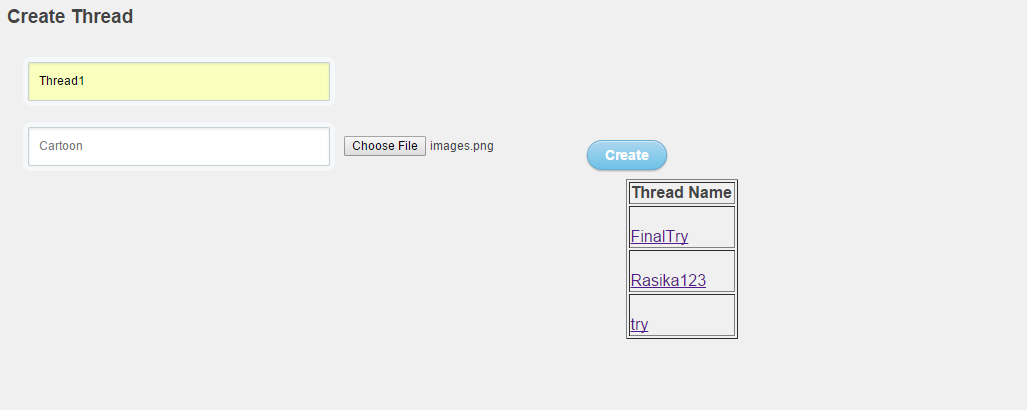 Create Thread
Thread1
Cartoon
Choose File images.png
Create
Thread Name
FinalTry
Rasika123
try